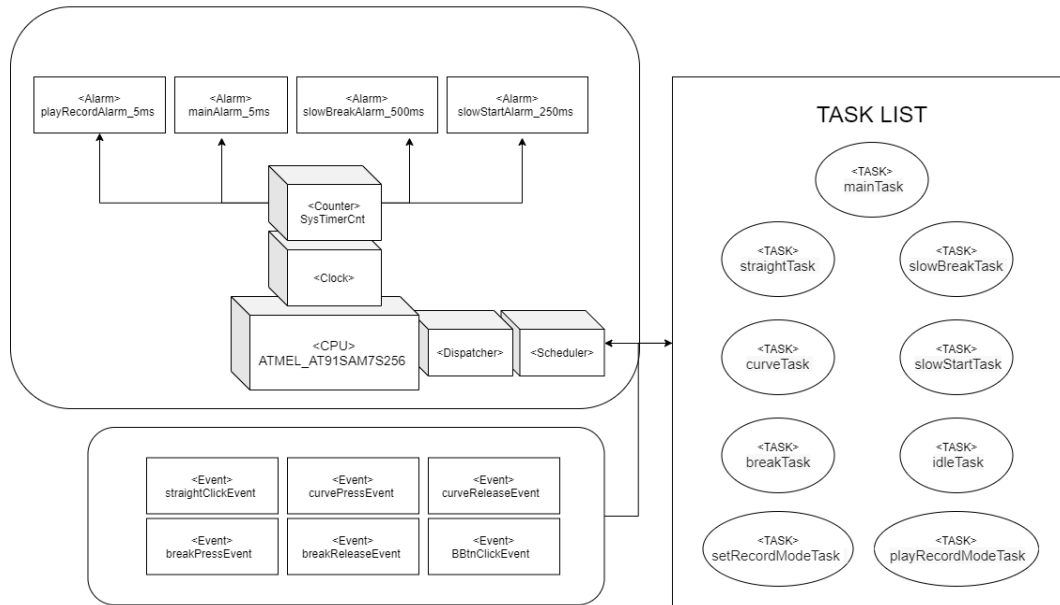 <Alarm>
playRecordAlarm_5ms
<Alarm>
mainAlarm_5ms
<Alarm>
slowBreakAlarm_500ms
<Alarm>
slowStartAlarm_250ms
<Counter>
SysTimerCnt
<Clock>
<CPU>
ATMEL_AT91SAM7S256
<Dispatcher>
<Scheduler>
<Event>
straightClickEvent
<Event>
curvePressEvent
<Event>
curveReleaseEvent
<Event>
breakPressEvent
<Event>
breakReleaseEvent
<Event>
BBtnClickEvent
TASK LIST
<TASK>
mainTask
<TASK>
straightTask
<TASK>
slowBreakTask
<TASK>
curveTask
<TASK>
slowStartTask
<TASK>
breakTask
<TASK>
idleTask
<TASK>
setRecordModeTask
<TASK>
playRecordModeTask